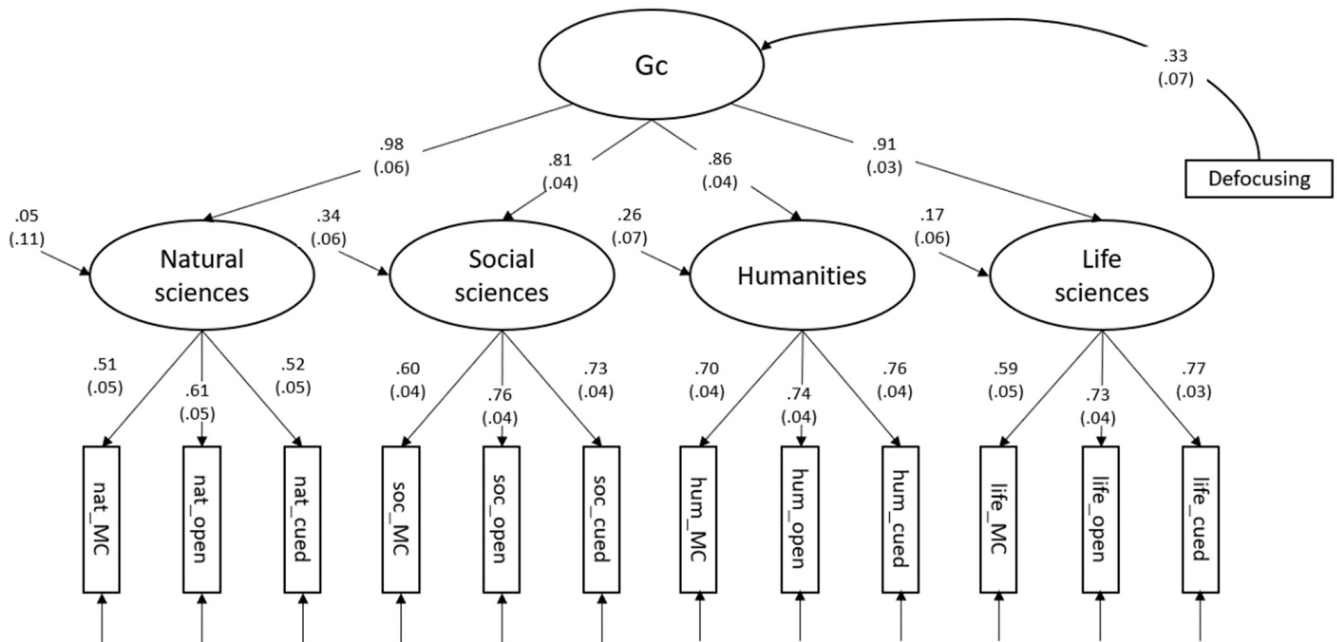 Gc
.33
(.07)
.98
(.06)
.81
(.04)
.86
(.04)
.91
(.03)
Defocusing
.05
(.11)
.34
(.06)
.26
(.07)
.17
(.06)
Natural
sciences
Social
sciences
Humanities
Life
sciences
.51
(.05)
.61
(.05)
.52
(.05)
.60
(.04)
.76
(.04)
.73
(.04)
.70
(.04)
.74
(.04)
.76
(.04)
.59
(.05)
.73
(.04)
.77
(.03)
nat_MC
nat_open
nat_cued
soc_MC
soc_open
soc_cued
hum_MC
hum_open
hum_cued
life_MC
life_open
life_cued